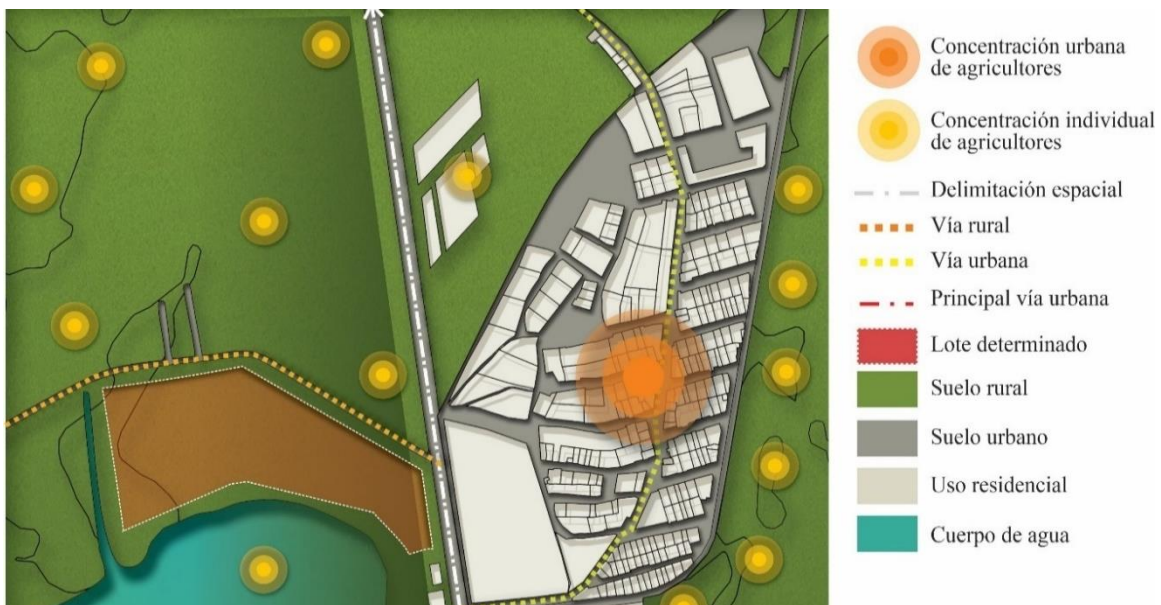 Concentración urbana
de agricultores
Concentración individual
de agricultores
Delimitación espacial
Vía rural
Vía urbana
Principal vía urbana
Lote determinado
Suelo rural
Suelo urbano
Uso residencial
Cuerpo de agua